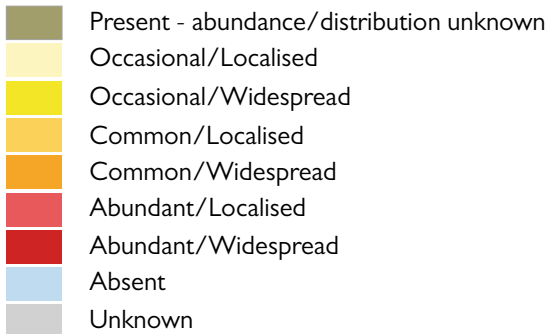 Present - abundance/distribution unknown
Occasional/Localised
Occasional/Widespread
Common/Localised
Common/Widespread
Abundant/Localised
Abundant/Widespread
Absent
Unknown